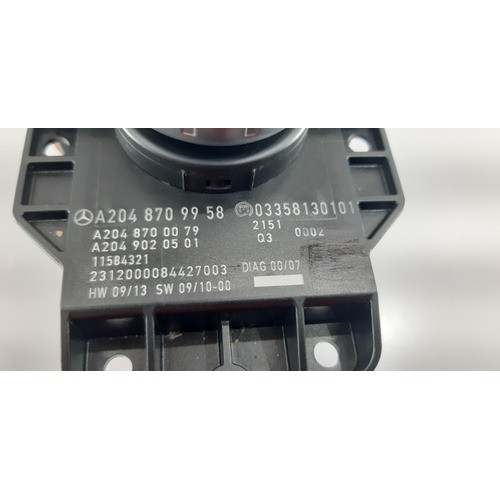 A204 870 99 58 03358130101
A204 870 00 79 2151
A204 902 05 01 Q3 0002
11584321
2312000084427003 DIAG 00/07
HW 09/13 SW 09/10-00